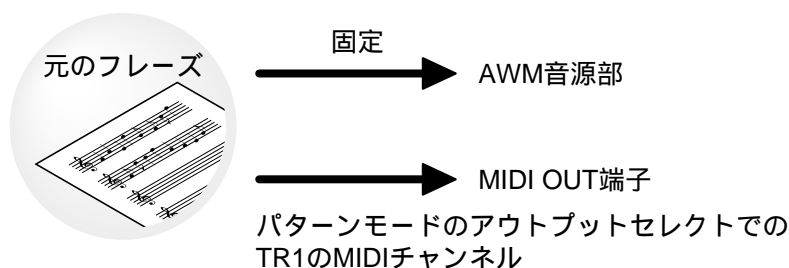 固定
元のフレーズ
AWM音源部
MIDI OUT端子
パターンモードのアウトプットセレクトでの
TR1のMIDIチャンネル